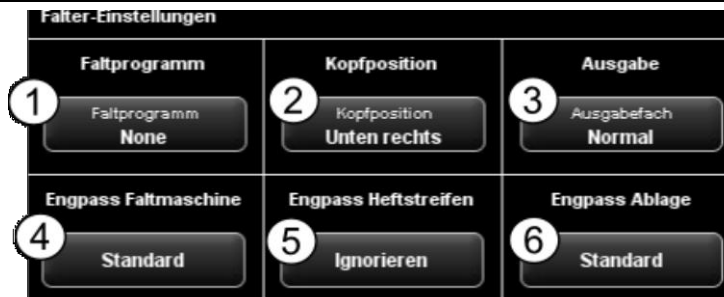 Falter-Einstellungen
Faltprogramm
Kopfposition
Ausgabe
1
Faltprogramm
None
2
Kopfposition
Unten rechts
3
Ausgabefach
Normal
Engpass Faltmaschine
Engpass Heftstreifen
Engpass Ablage
4
Standard
5
Ignorieren
6
Standard